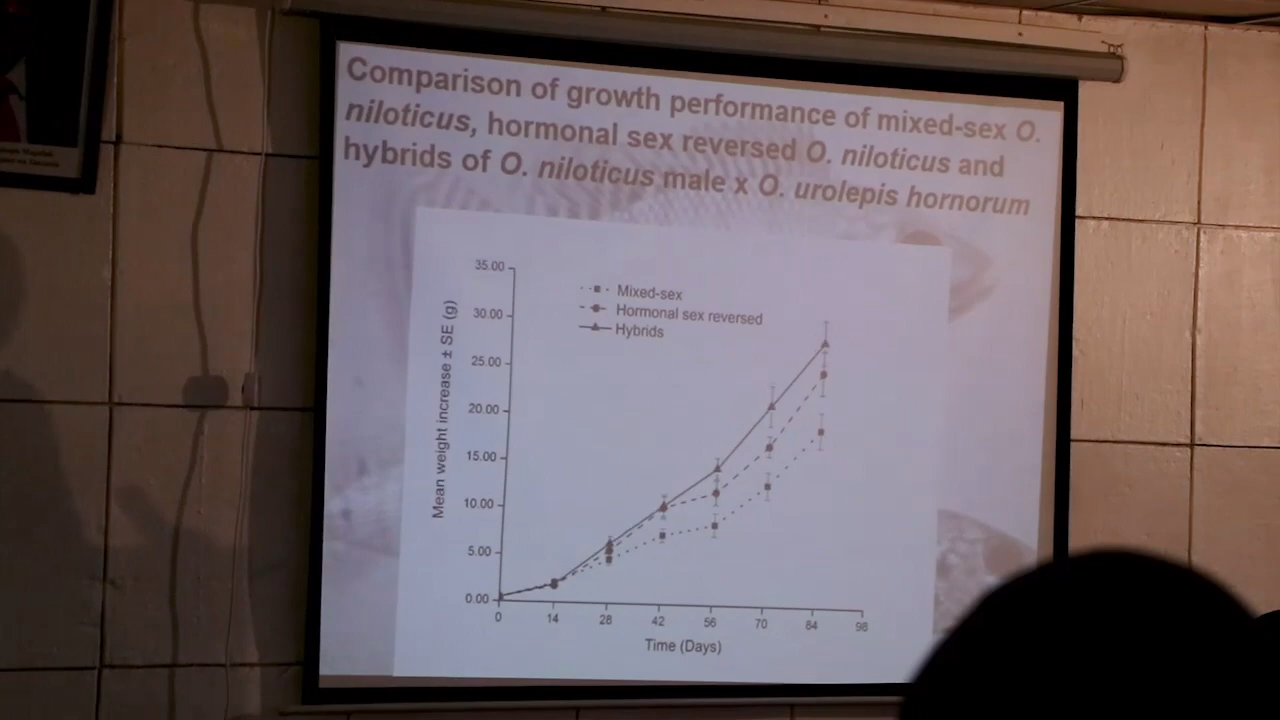 Comparison of growth performance of mixed-sex O.
niloticus, hormonal sex reversed O. niloticus and
hybrids of O. niloticus male x O. urolepis hornorum
35.00
30.00
25.00
20.00
15.00
10.00
5.00
0.00
Mean weight increase ± SE (g)
Mixed-sex
Hormonal sex reversed
Hybrids
0 14 28 42 56 70 84 98
Time (Days)